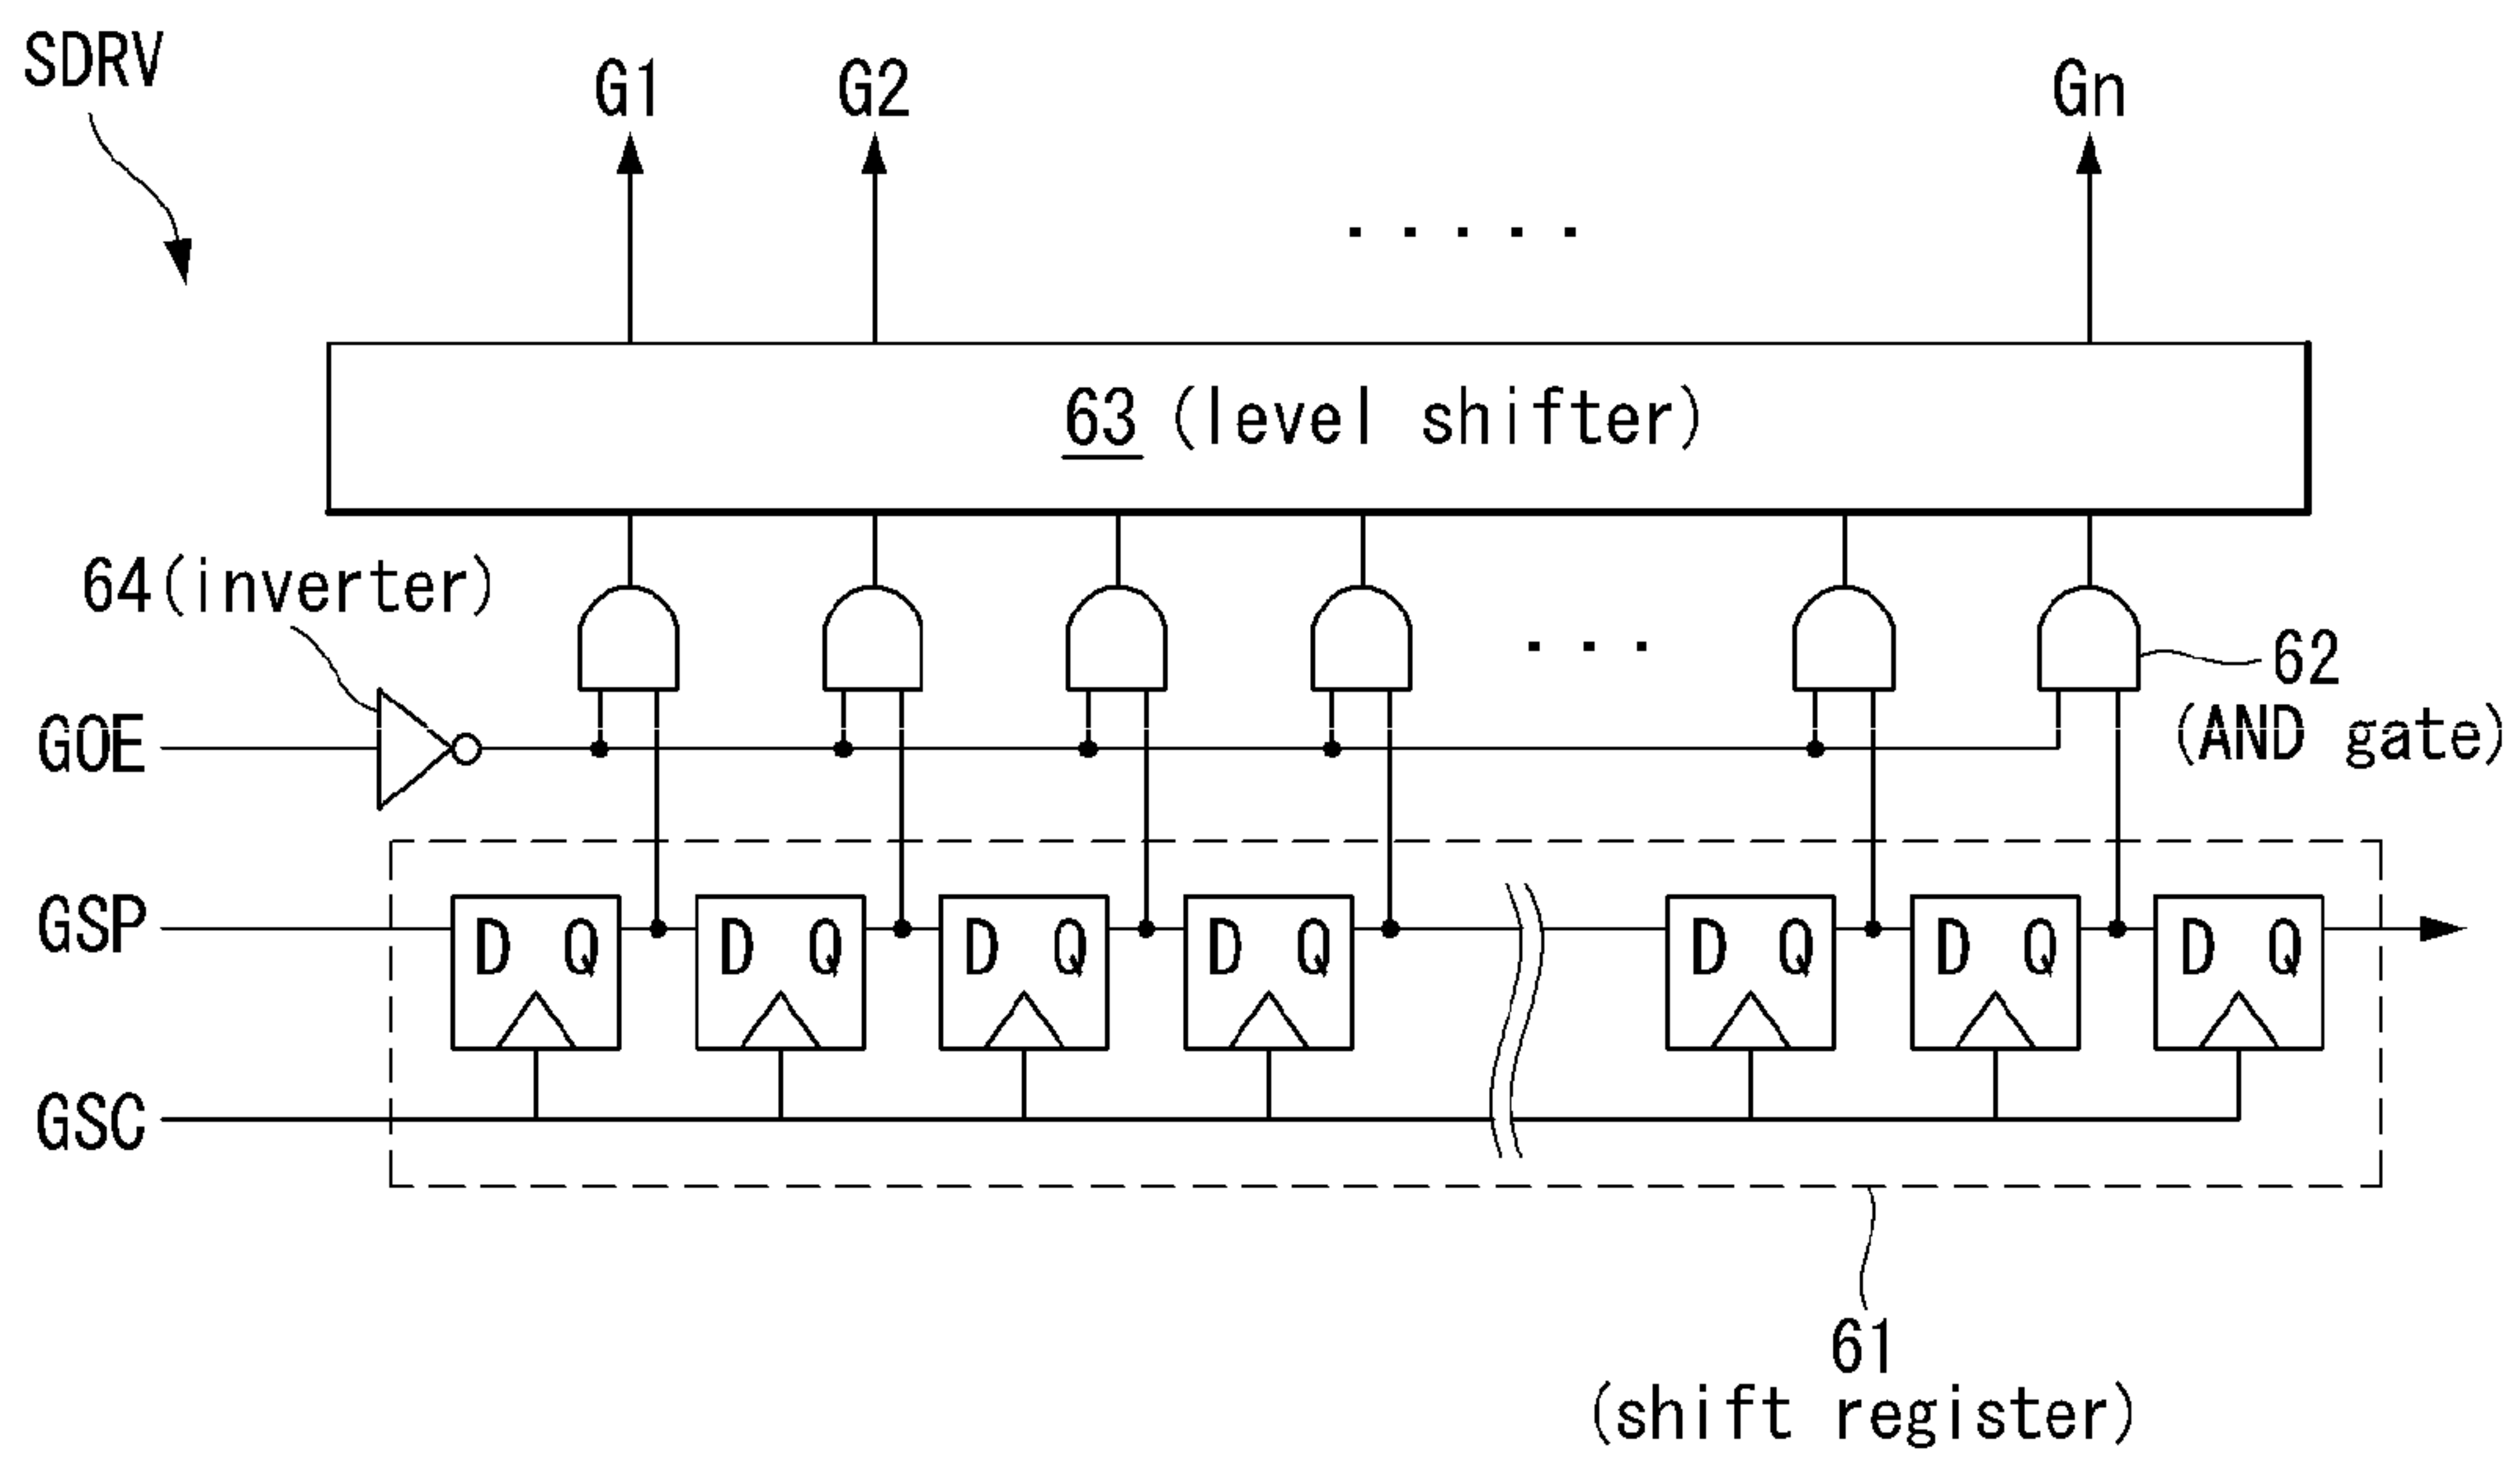 SDRV
G1 G2 Gn
63 (level shifter)
64(inverter)
62
(AND gate)
GOE
GSP
D Q D Q D Q D Q D Q D Q D Q
GSC
61
(shift register)